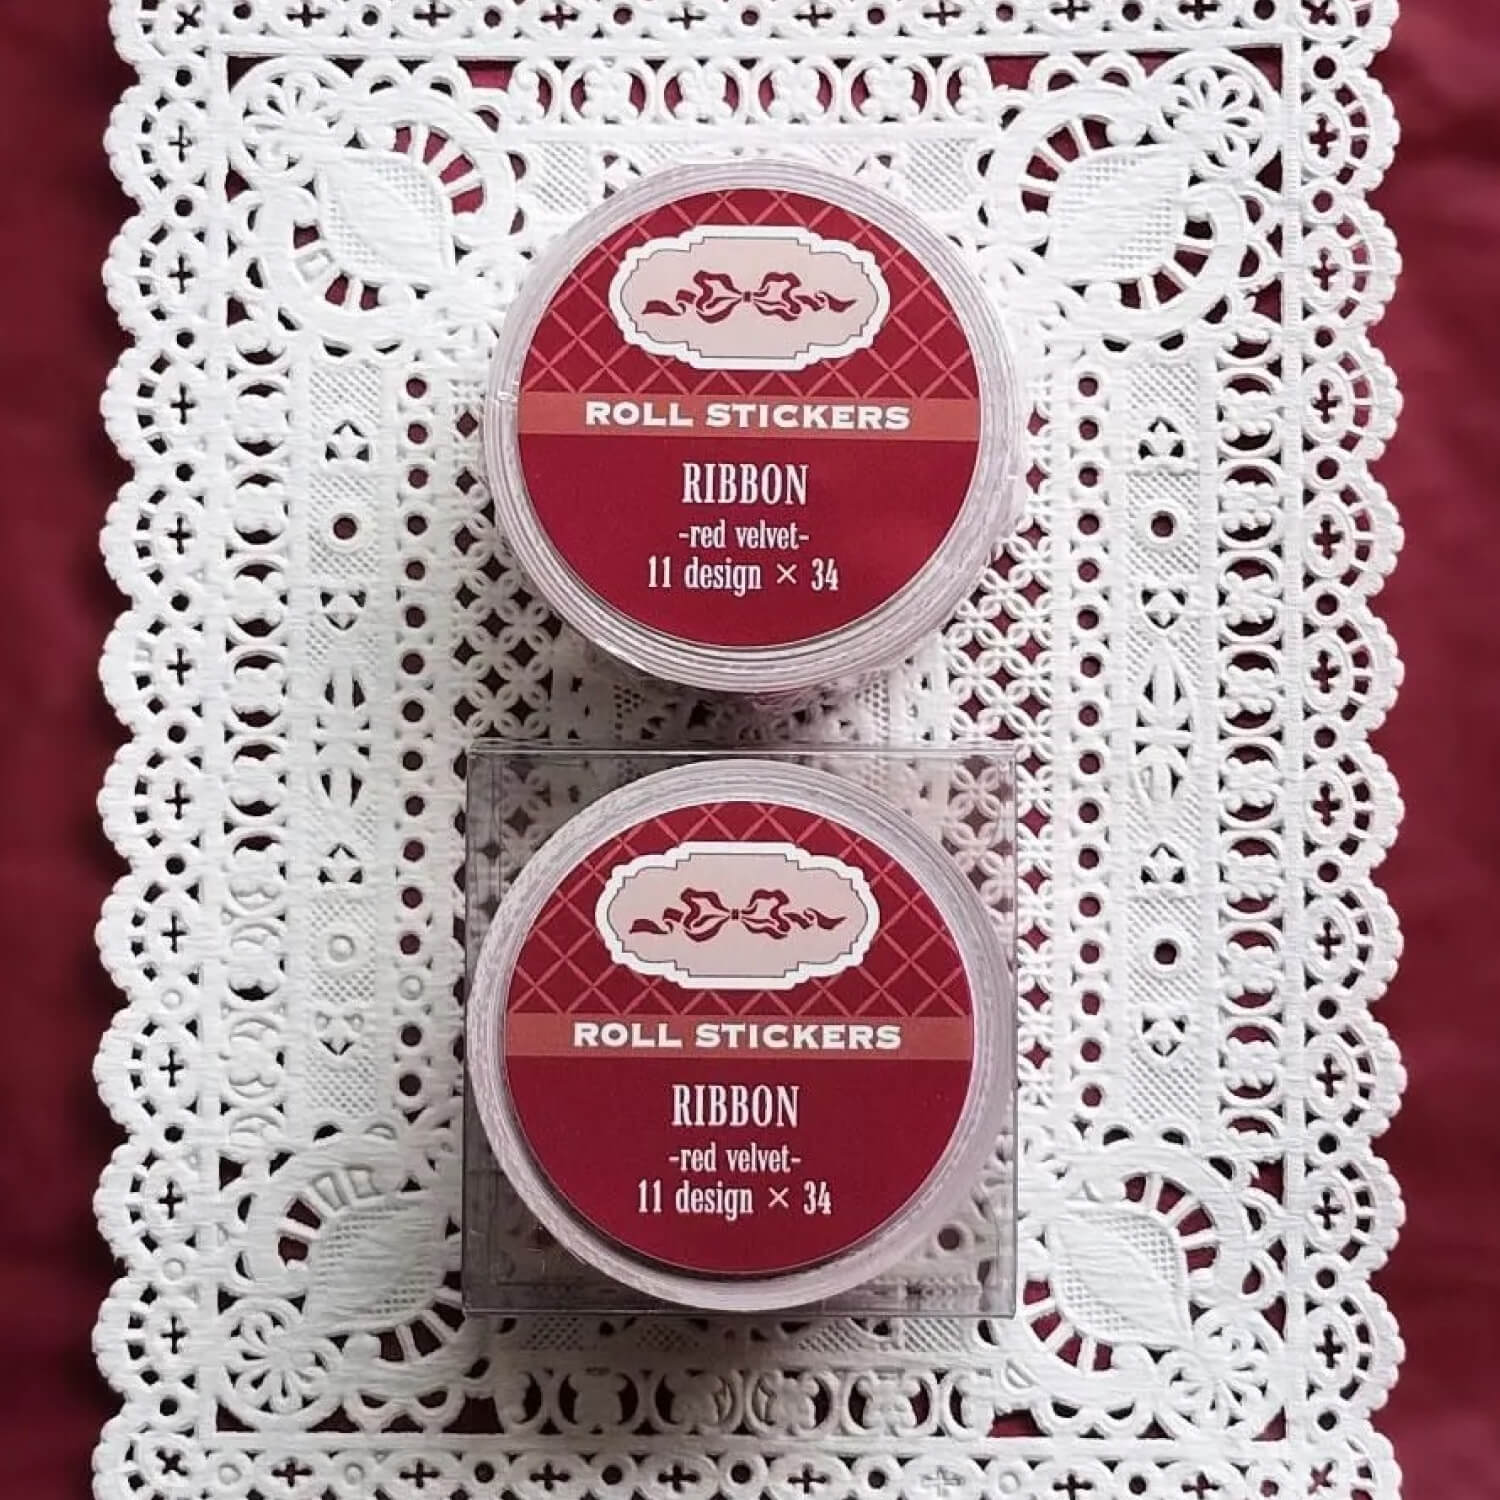 ROLL STICKERS
RIBBON
-red velvet-
11 design × 34
ROLL STICKERS
RIBBON
-red velvet-
11 design × 34